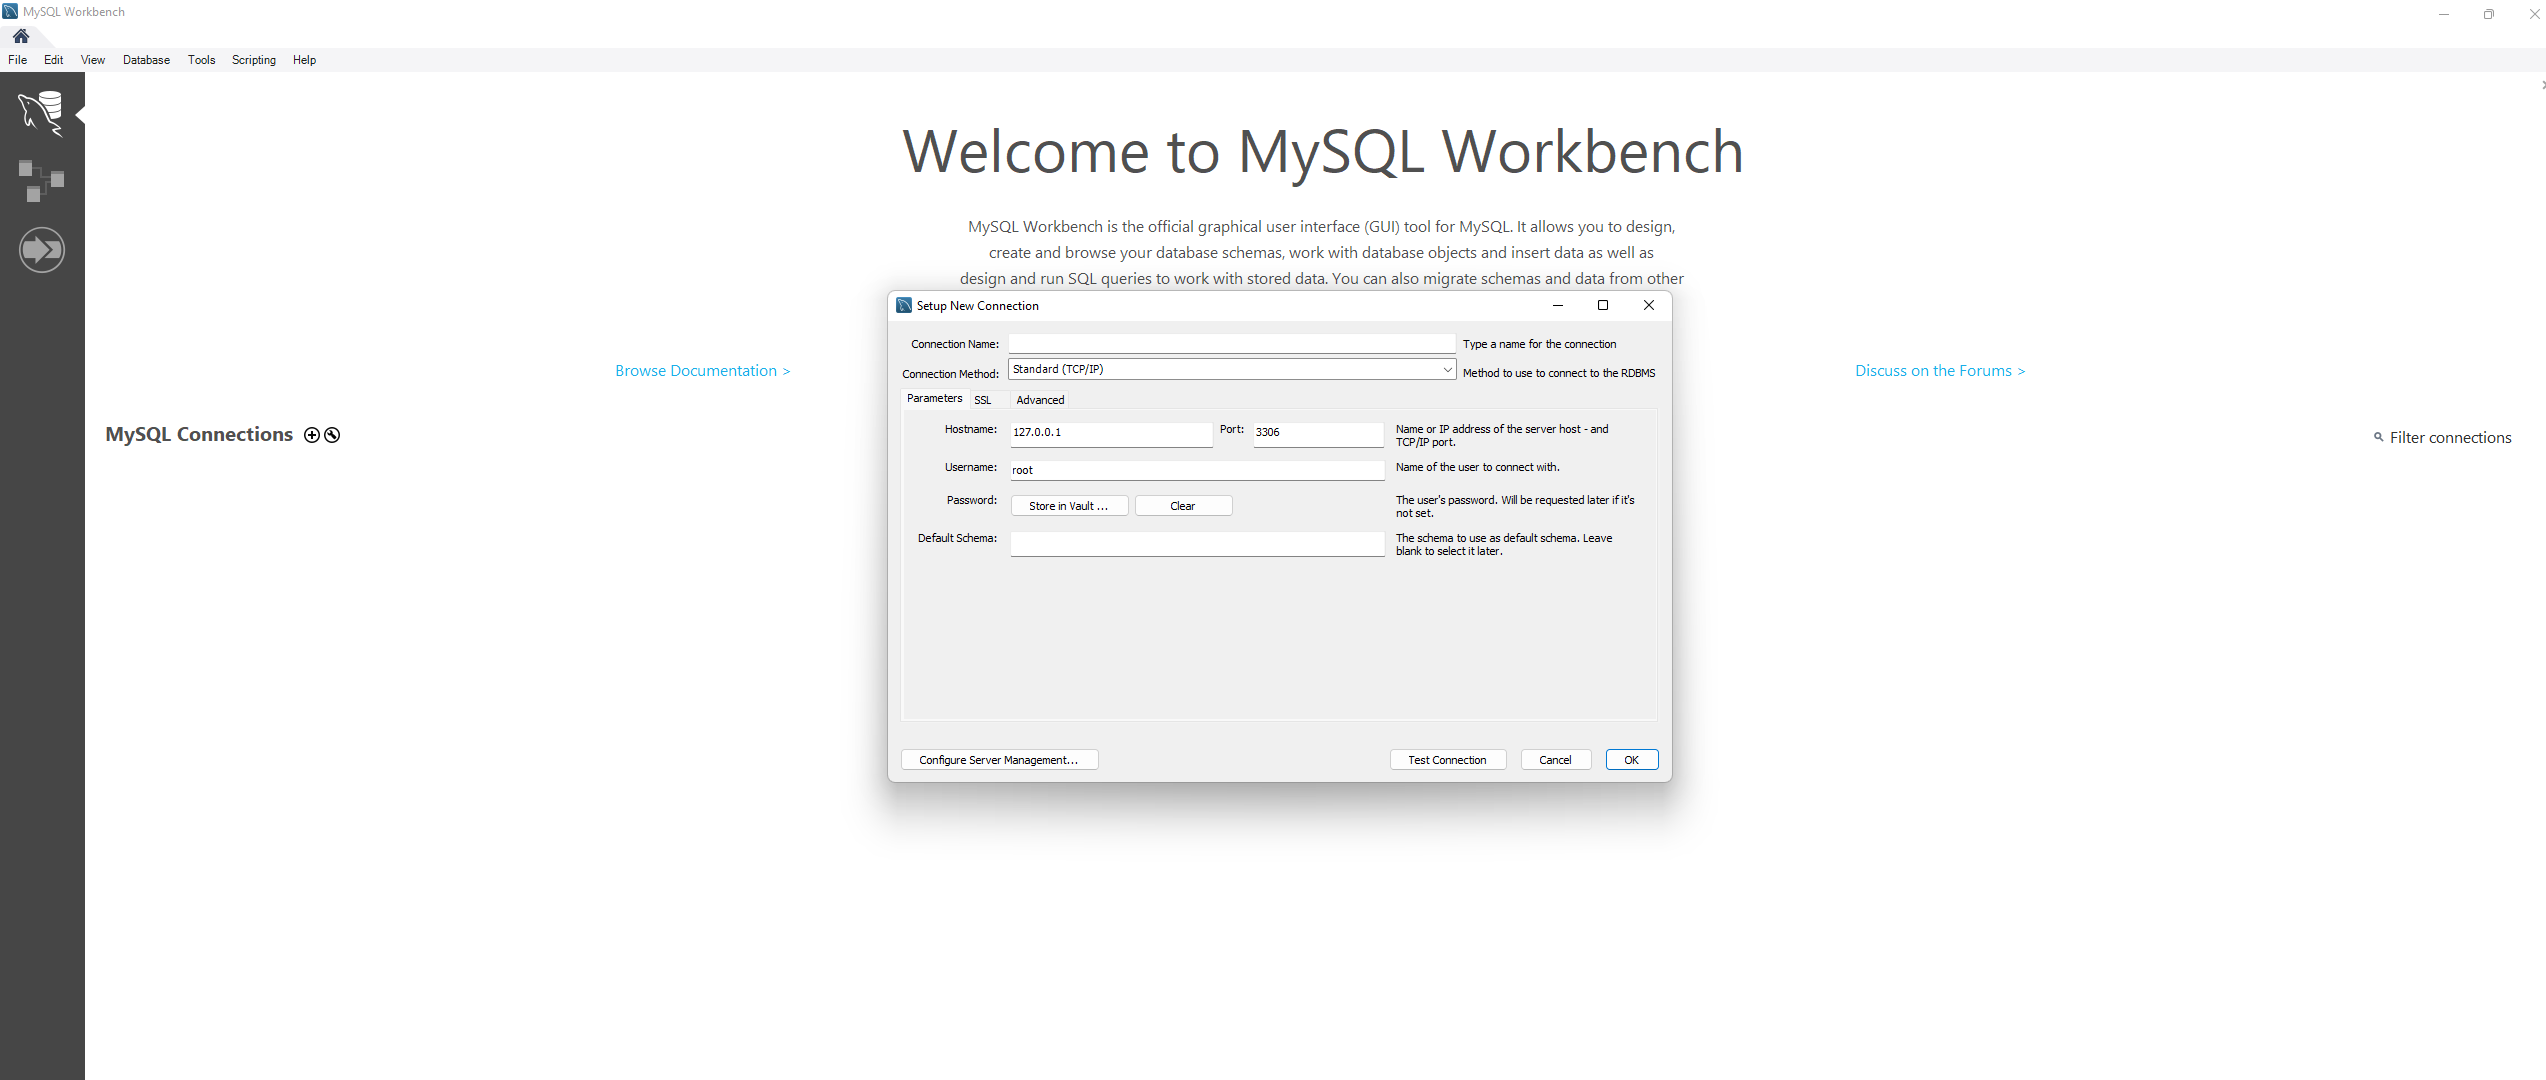 MySQL Workbench
File Edit View Database Tools Scripting Help
Welcome to MySQL Workbench
MySQL Workbench is the official graphical user interface (GUI) tool for MySQL. It allows you to design,
create and browse your database schemas, work with database objects and insert data as well as
design and run SQL queries to work with stored data. You can also migrate schemas and data from other
Setup New Connection
Connection Name: Type a name for the connection
Connection Method: Standard (TCP/IP) Method to use to connect to the RDBMS
Browse Documentation >
Discuss on the Forums >
Parameters SSL Advanced
MySQL Connections
Filter connections
Hostname: 127.0.0.1 Port: 3306 Name or IP address of the server host - and
TCP/IP port.
Username: root Name of the user to connect with.
Password: Store in Vault ... Clear The user's password. Will be requested later if it's
not set.
Default Schema: The schema to use as default schema. Leave
blank to select it later.
Configure Server Management... Test Connection Cancel OK